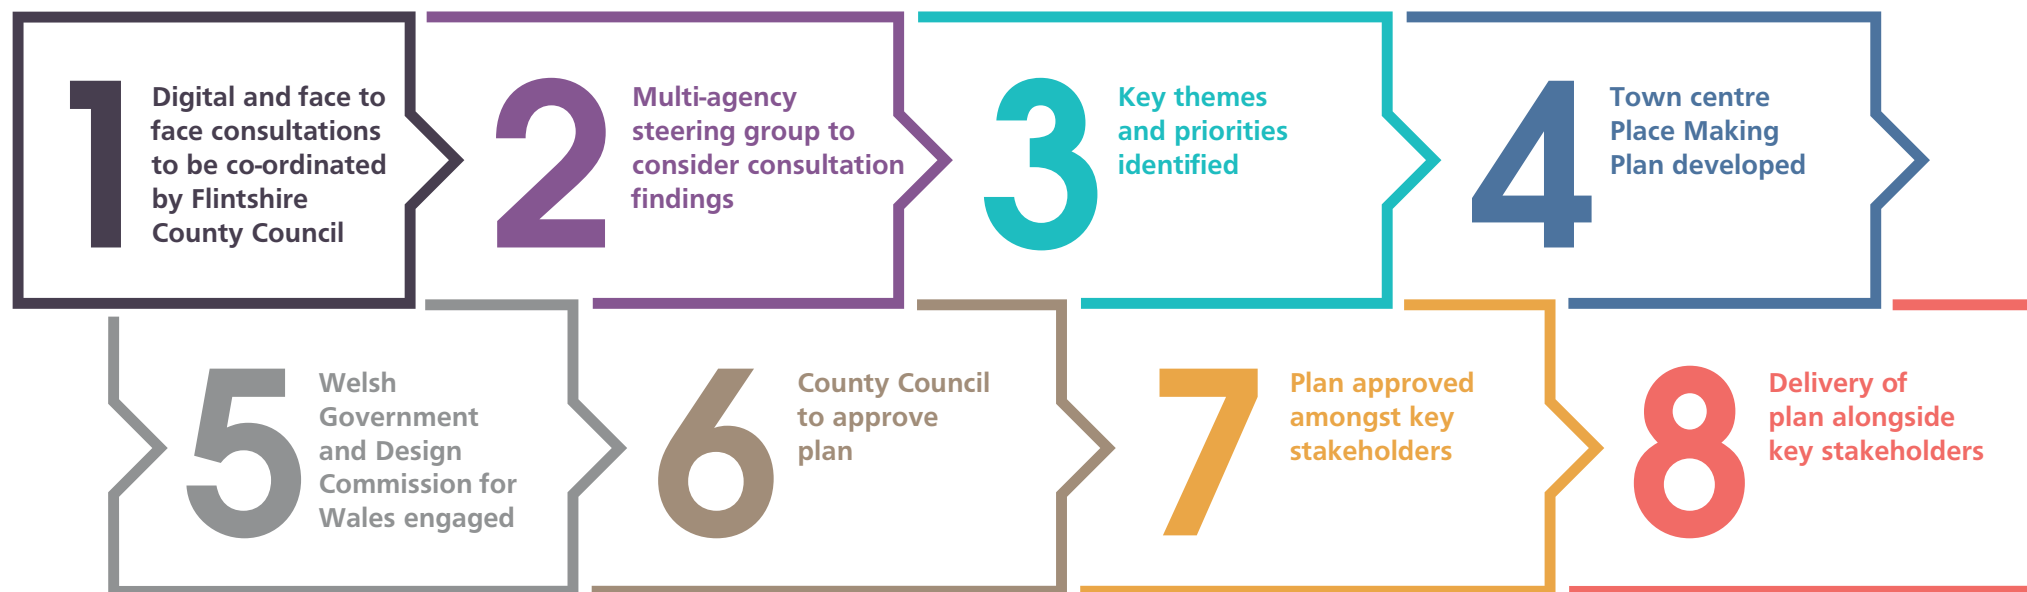 1
Digital and face to
face consultations
to be co-ordinated
by Flintshire
County Council
2
Multi-agency
steering group to
consider consultation
findings
3
Key themes
and priorities
identified
4
Town centre
Place Making
Plan developed
5
Welsh
Government
and Design
Commission for
Wales engaged
6
County Council
to approve
plan
7
Plan approved
amongst key
stakeholders
8
Delivery of
plan alongside
key stakeholders